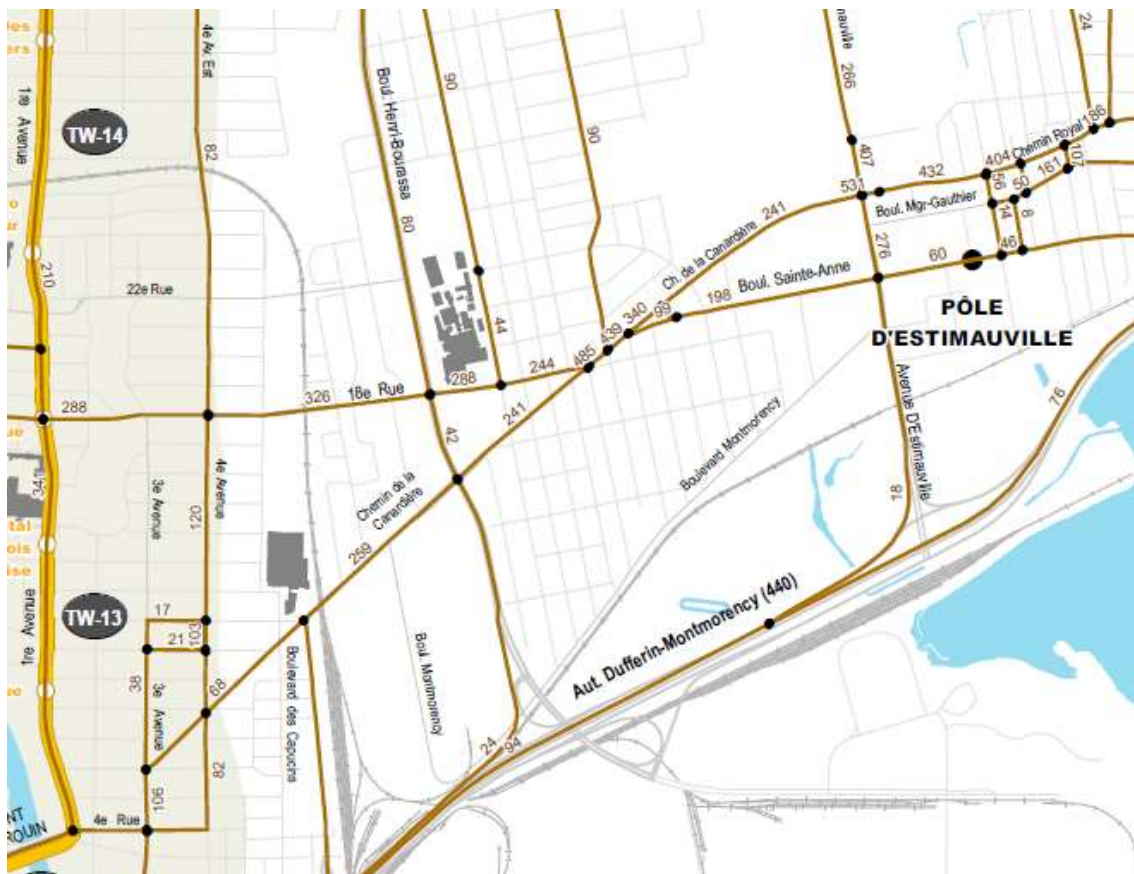 ers
4e Av. Est
90
90
266
24
1re Avenue
TW-14
82
Boul. Henri-Bourassa
80
407
186
Chemin Royal
404
107
432
531
56
50
161
Boul. Mgr-Gauthier
14
8
241
Ch. de la Canardière
276
60
46
210
22e Rue
Boul. Sainte-Anne
198
PÔLE
D'ESTIMAUVILLE
99
340
439
485
44
244
288
18e Rue
326
288
241
42
Avenue D'Estimauville
76
Boulevard Montmorency
18
3e Avenue
4e Avenue
120
Chemin de la
Canardière
259
1re Avenue
TW-13
17
103
21
Aut. Dufferin-Montmorency (440)
38
3e Avenue
68
Boulevard des Capucins
Boul. Montmorency
24
94
82
106
4e Rue